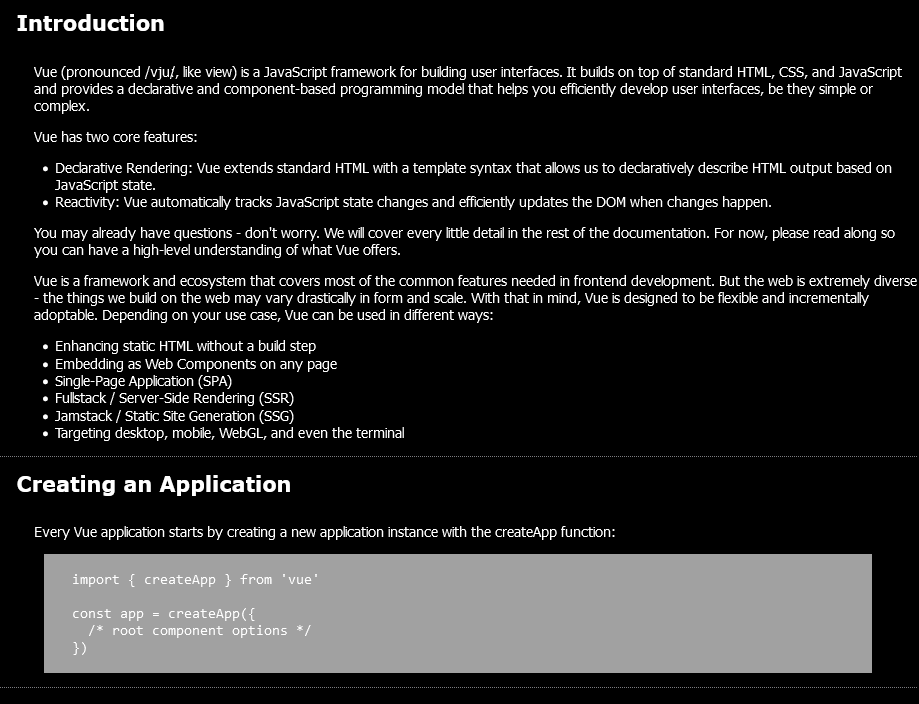 Introduction
Vue (pronounced /vjuː/, like view) is a JavaScript framework for building user interfaces. It builds on top of standard HTML, CSS, and JavaScript
and provides a declarative and component-based programming model that helps you efficiently develop user interfaces, be they simple or
complex.
Vue has two core features:
• Declarative Rendering: Vue extends standard HTML with a template syntax that allows us to declaratively describe HTML output based on
JavaScript state.
• Reactivity: Vue automatically tracks JavaScript state changes and efficiently updates the DOM when changes happen.
You may already have questions - don't worry. We will cover every little detail in the rest of the documentation. For now, please read along so
you can have a high-level understanding of what Vue offers.
Vue is a framework and ecosystem that covers most of the common features needed in frontend development. But the web is extremely diverse
- the things we build on the web may vary drastically in form and scale. With that in mind, Vue is designed to be flexible and incrementally
adoptable. Depending on your use case, Vue can be used in different ways:
• Enhancing static HTML without a build step
• Embedding as Web Components on any page
• Single-Page Application (SPA)
• Fullstack / Server-Side Rendering (SSR)
• Jamstack / Static Site Generation (SSG)
• Targeting desktop, mobile, WebGL, and even the terminal
Creating an Application
Every Vue application starts by creating a new application instance with the createApp function:
import { createApp } from 'vue'
const app = createApp({
/* root component options */
})